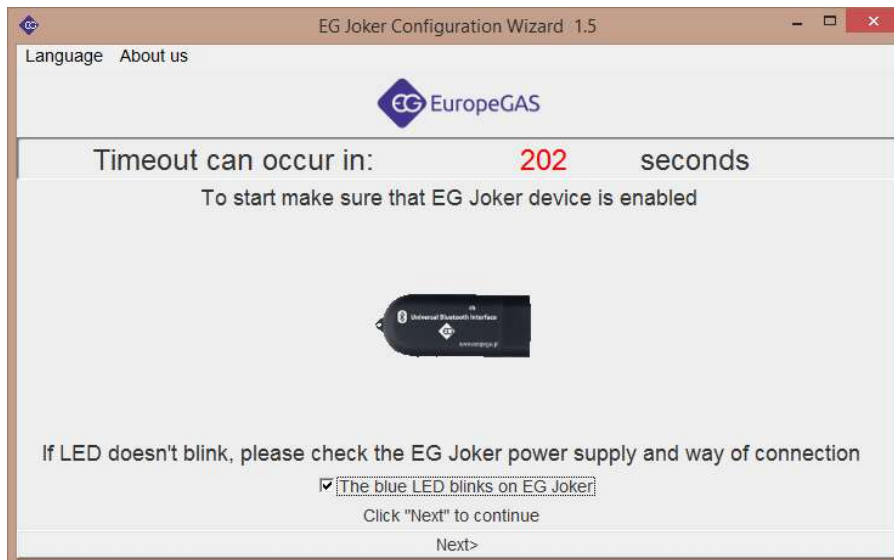 EG Joker Configuration Wizard 1.5
Language About us
EG EuropeGAS
Timeout can occur in: 202 seconds
To start make sure that EG Joker device is enabled
Universal Bluetooth Interface
If LED doesn't blink, please check the EG Joker power supply and way of connection
The blue LED blinks on EG Joker
Click "Next" to continue
Next>